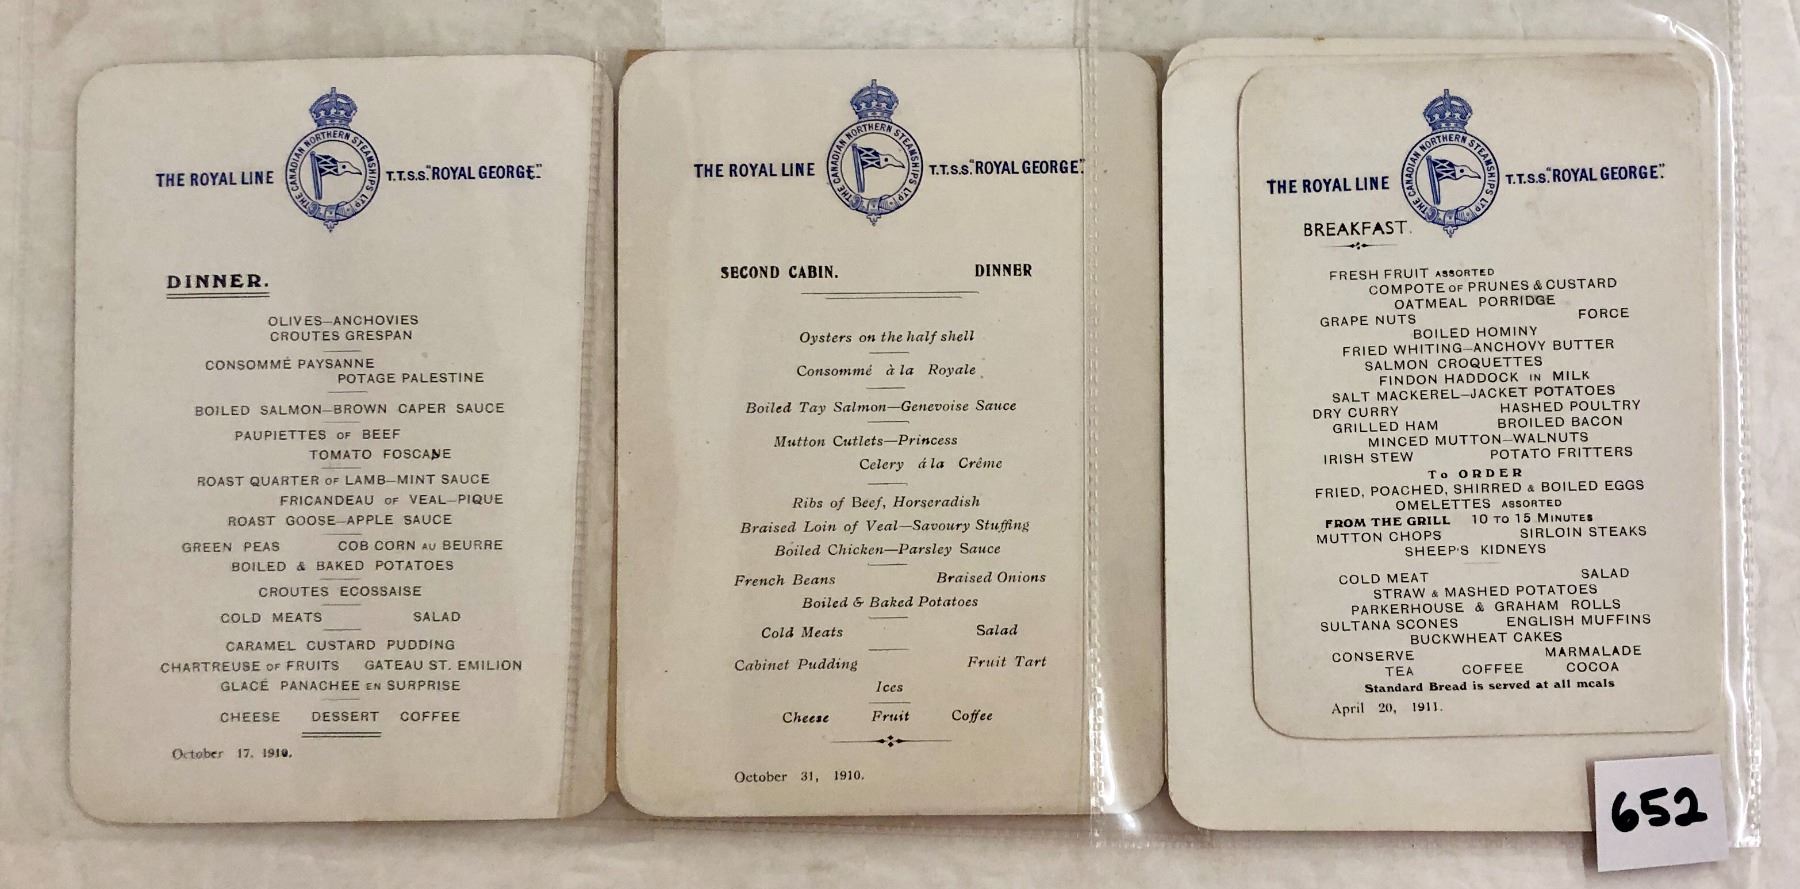 THE ROYAL LINE T.T.S.S. "ROYAL GEORGE."
THE CANADIAN NORTHERN STEAMSHIPS LTD
DINNER.
OLIVES—ANCHOVIES
CROUTES GRESPAN
CONSOMMÉ PAYSANNE
POTAGE PALESTINE
BOILED SALMON—BROWN CAPER SAUCE
PAUPIETTES OF BEEF
TOMATO FOSCANE
ROAST QUARTER OF LAMB—MINT SAUCE
FRICANDEAU OF VEAL—PIQUE
ROAST GOOSE—APPLE SAUCE
GREEN PEAS COB CORN AU BEURRE
BOILED & BAKED POTATOES
CROUTES ECOSSAISE
COLD MEATS SALAD
CARAMEL CUSTARD PUDDING
CHARTREUSE OF FRUITS GATEAU ST. EMILION
GLACÉ PANACHEE EN SURPRISE
CHEESE DESSERT COFFEE
October 17, 1910.
THE ROYAL LINE T.T.S.S. "ROYAL GEORGE."
THE CANADIAN NORTHERN STEAMSHIPS LTD
SECOND CABIN. DINNER
Oysters on the half shell
Consommé à la Royale
Boiled Tay Salmon—Genevoise Sauce
Mutton Cutlets—Princess
Celery á la Crême
Ribs of Beef, Horseradish
Braised Loin of Veal—Savoury Stuffing
Boiled Chicken—Parsley Sauce
French Beans Braised Onions
Boiled & Baked Potatoes
Cold Meats Salad
Cabinet Pudding Fruit Tart
Ices
Cheese Fruit Coffee
October 31, 1910.
THE ROYAL LINE T.T.S.S. "ROYAL GEORGE."
THE CANADIAN NORTHERN STEAMSHIPS LTD
BREAKFAST.
FRESH FRUIT ASSORTED
COMPOTE OF PRUNES & CUSTARD
OATMEAL PORRIDGE
GRAPE NUTS FORCE
BOILED HOMINY
FRIED WHITING—ANCHOVY BUTTER
SALMON CROQUETTES
FINDON HADDOCK IN MILK
SALT MACKEREL—JACKET POTATOES
DRY CURRY HASHED POULTRY
GRILLED HAM BROILED BACON
MINCED MUTTON—WALNUTS
IRISH STEW POTATO FRITTERS
To ORDER
FRIED, POACHED, SHIRRED & BOILED EGGS
OMELETTES ASSORTED
FROM THE GRILL 10 TO 15 MINUTES
MUTTON CHOPS SIRLOIN STEAKS
SHEEP'S KIDNEYS
COLD MEAT SALAD
STRAW & MASHED POTATOES
PARKERHOUSE & GRAHAM ROLLS
SULTANA SCONES ENGLISH MUFFINS
BUCKWHEAT CAKES
CONSERVE MARMALADE
TEA COFFEE COCOA
Standard Bread is served at all meals
April 20, 1911.
652